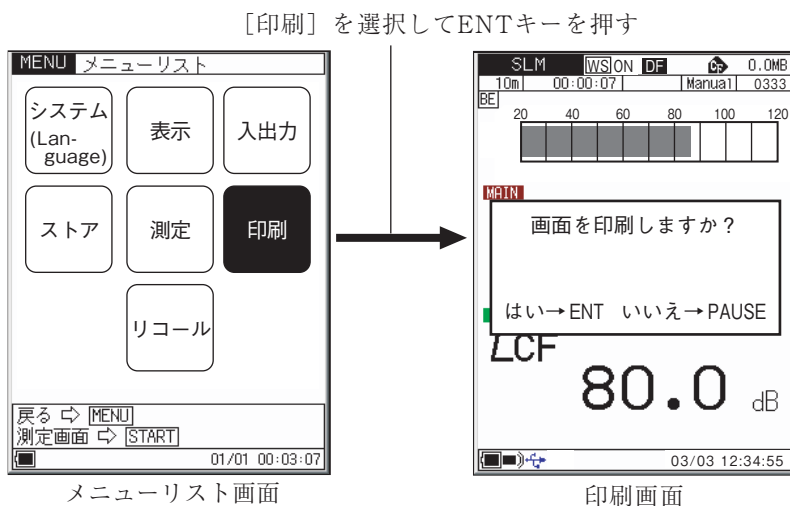 [印刷] を選択してENTキーを押す
MENU メニューリスト
システム
(Lan-
guage)
表示
入出力
ストア
測定
印刷
リコール
戻る ⇨ MENU
測定画面 ⇨ START
01/01 00:03:07
メニューリスト画面
SLM WS ON DF CF 0.0MB
10m 00:00:07 Manual 0333
BE
20 40 60 80 100 120
MAIN
画面を印刷しますか?
はい→ENT いいえ→PAUSE
LCF
80.0 dB
03/03 12:34:55
印刷画面